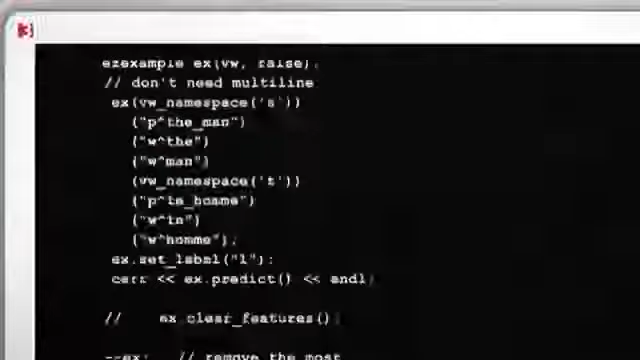 ezexample ex(vw, false);
// don't need multiline
ex(vw_namespace('s'))
("p^the_man")
("w^the")
("w^man")
(vw_namespace('t'))
("p^le_homme")
("w^le")
("w^homme");
ex.set_label("1");
cerr << ex.predict() << endl;
// ex.clear_features();
--ex; // remove the most